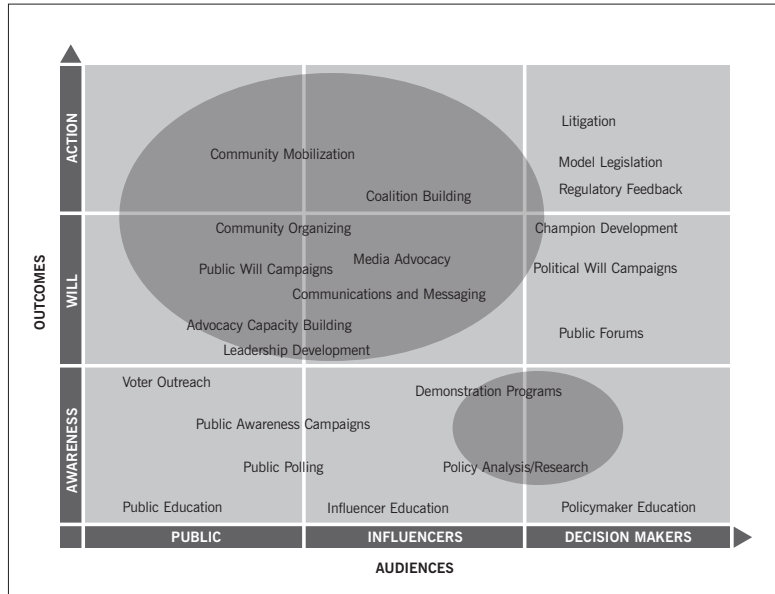 ACTION
Litigation
Community Mobilization
Model Legislation
Regulatory Feedback
Coalition Building
OUTCOMES
WILL
Community Organizing
Champion Development
Media Advocacy
Public Will Campaigns
Political Will Campaigns
Communications and Messaging
Advocacy Capacity Building
Public Forums
Leadership Development
AWARENESS
Voter Outreach
Demonstration Programs
Public Awareness Campaigns
Public Polling
Policy Analysis/Research
Public Education
Influencer Education
Policymaker Education
PUBLIC
INFLUENCERS
DECISION MAKERS
AUDIENCES